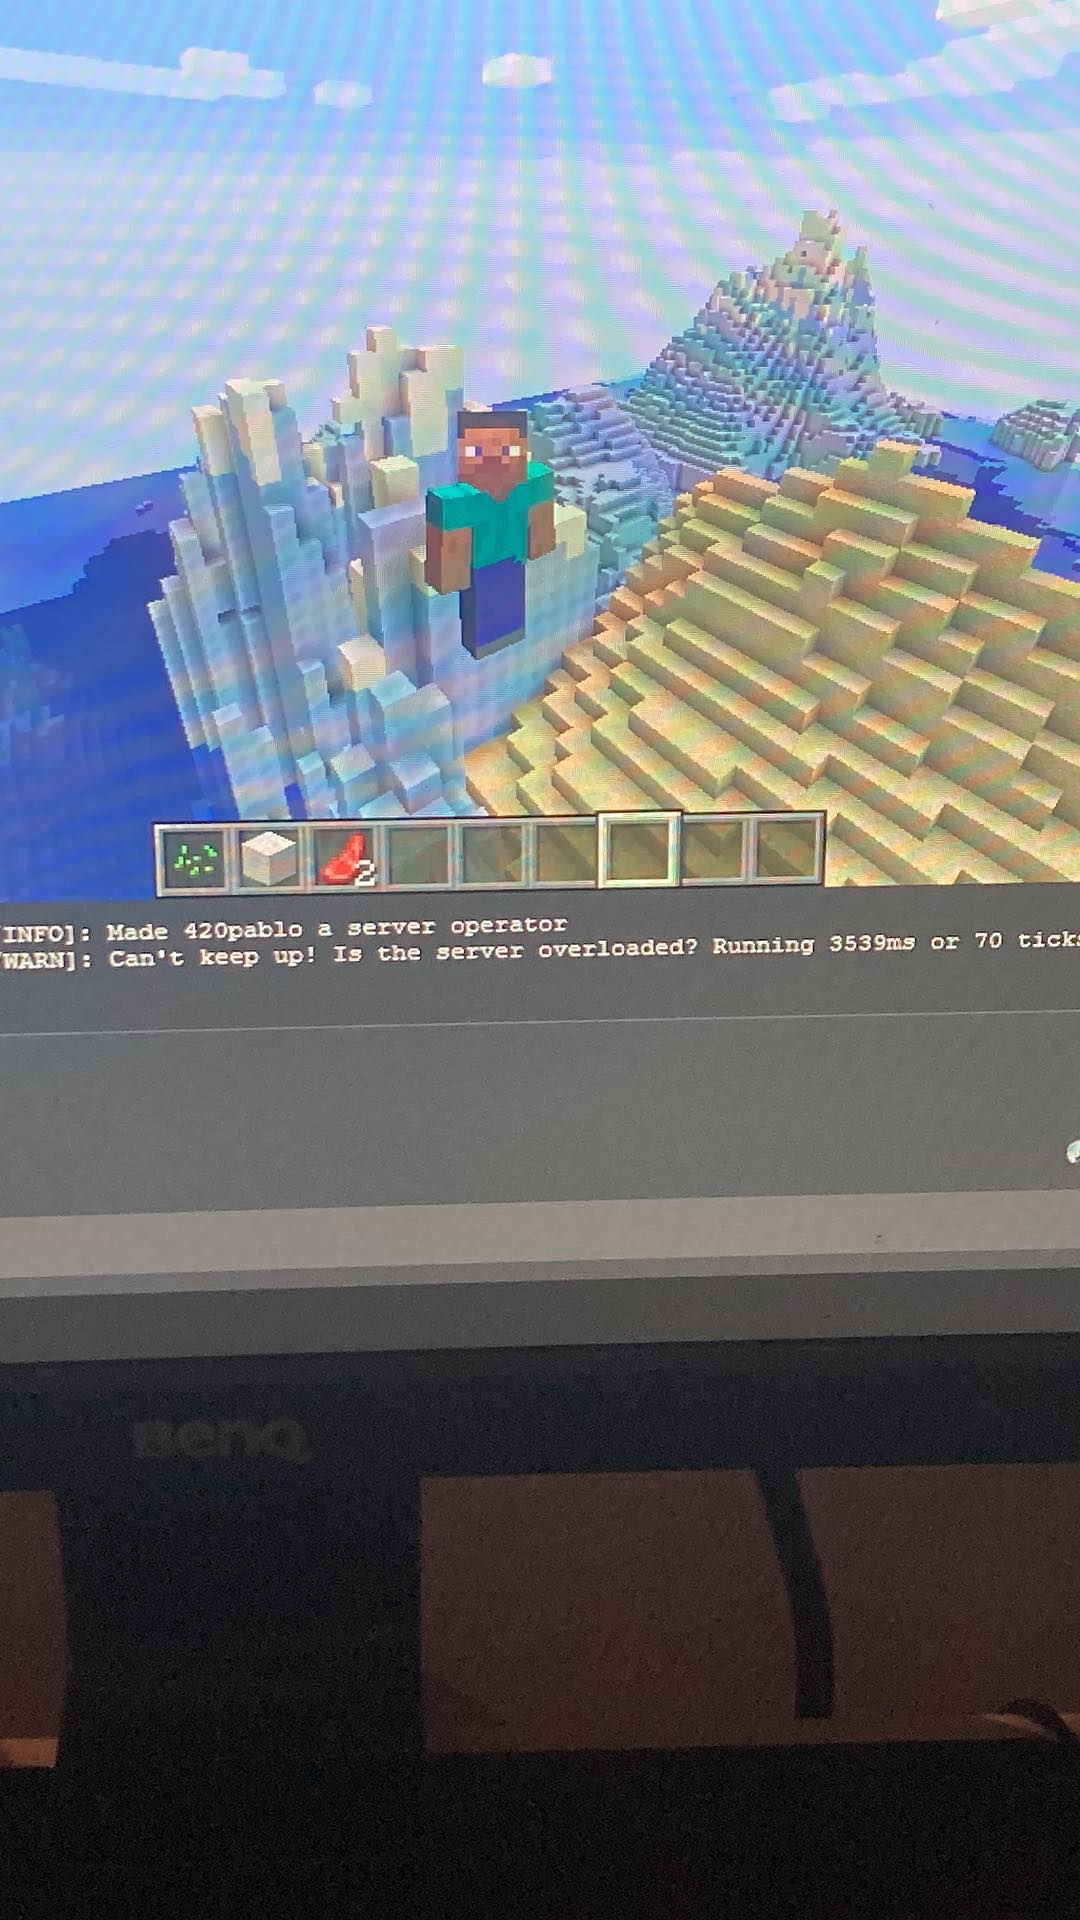 2
[INFO]: Made 420pablo a server operator
[WARN]: Can't keep up! Is the server overloaded? Running 3539ms or 70 ticks
BenQ